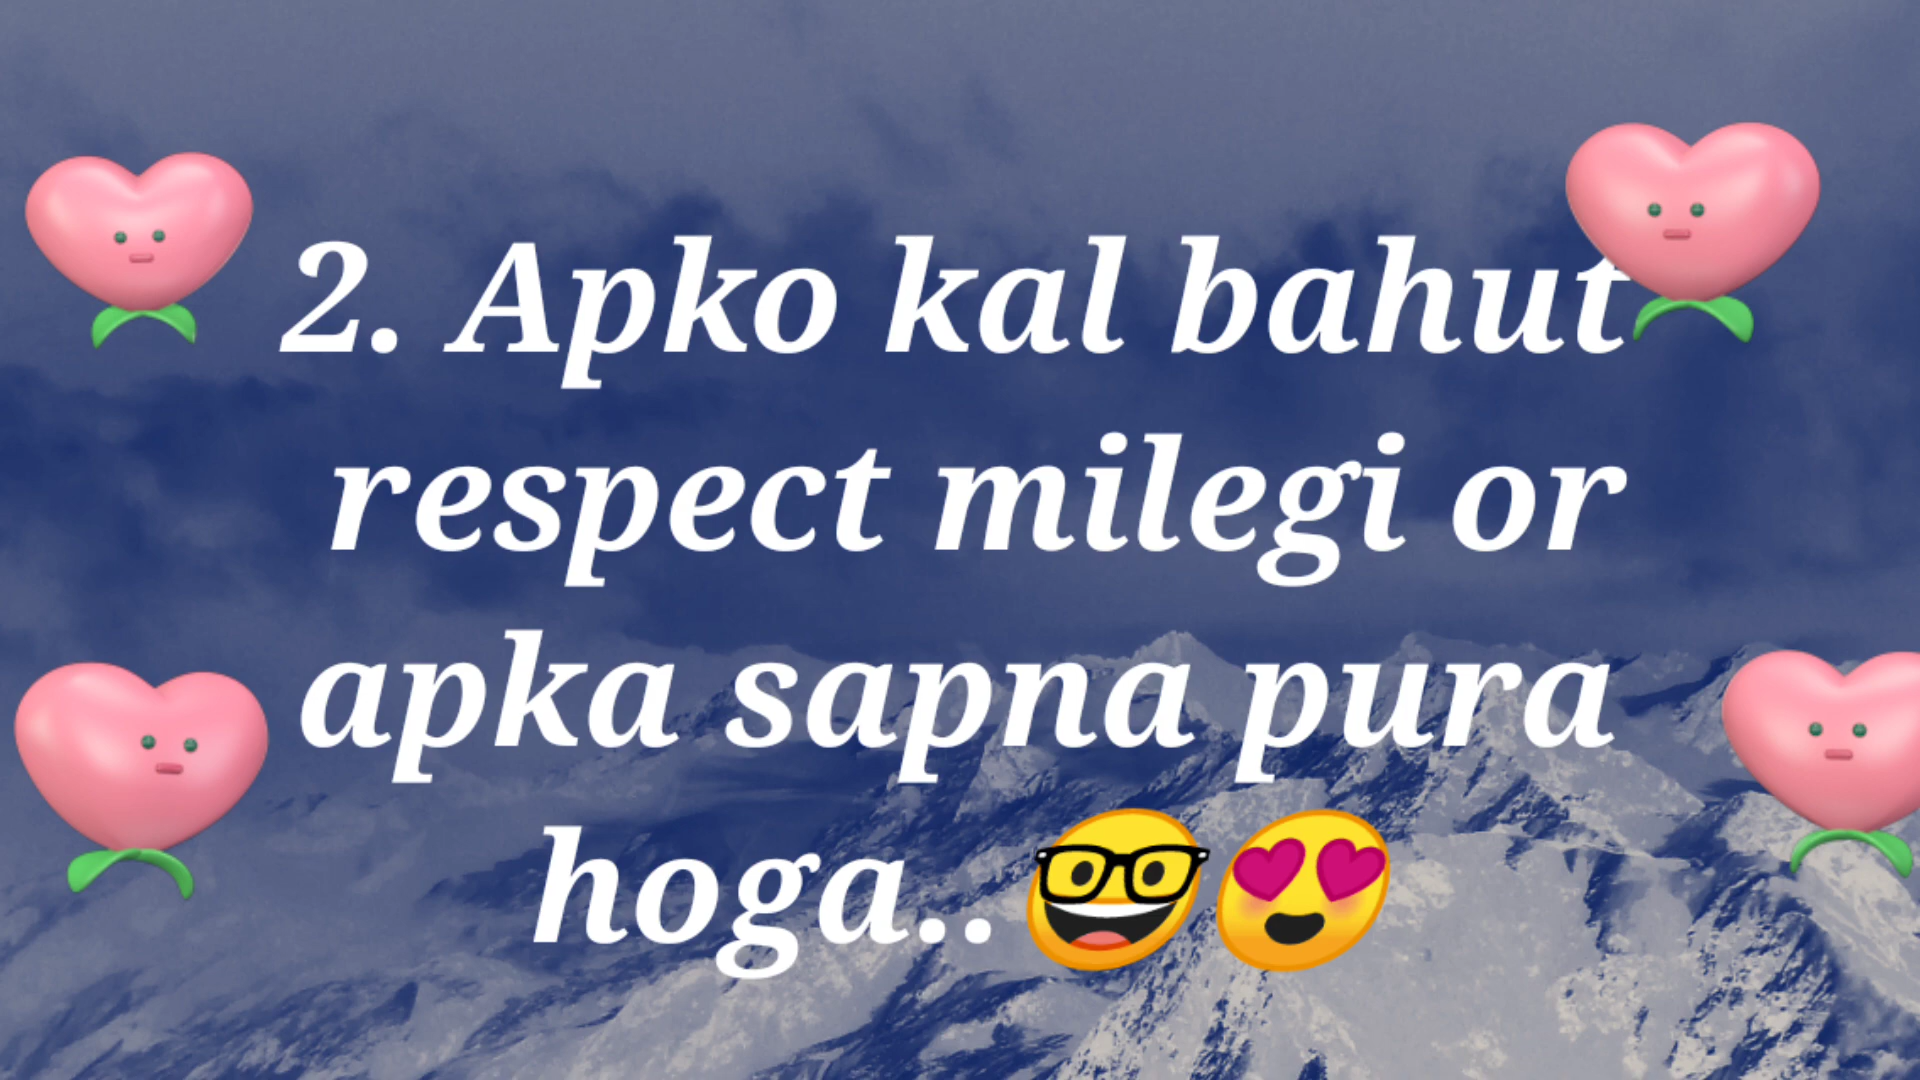 2. Apko kal bahut
respect milegi or
apka sapna pura
hoga..🤓😍